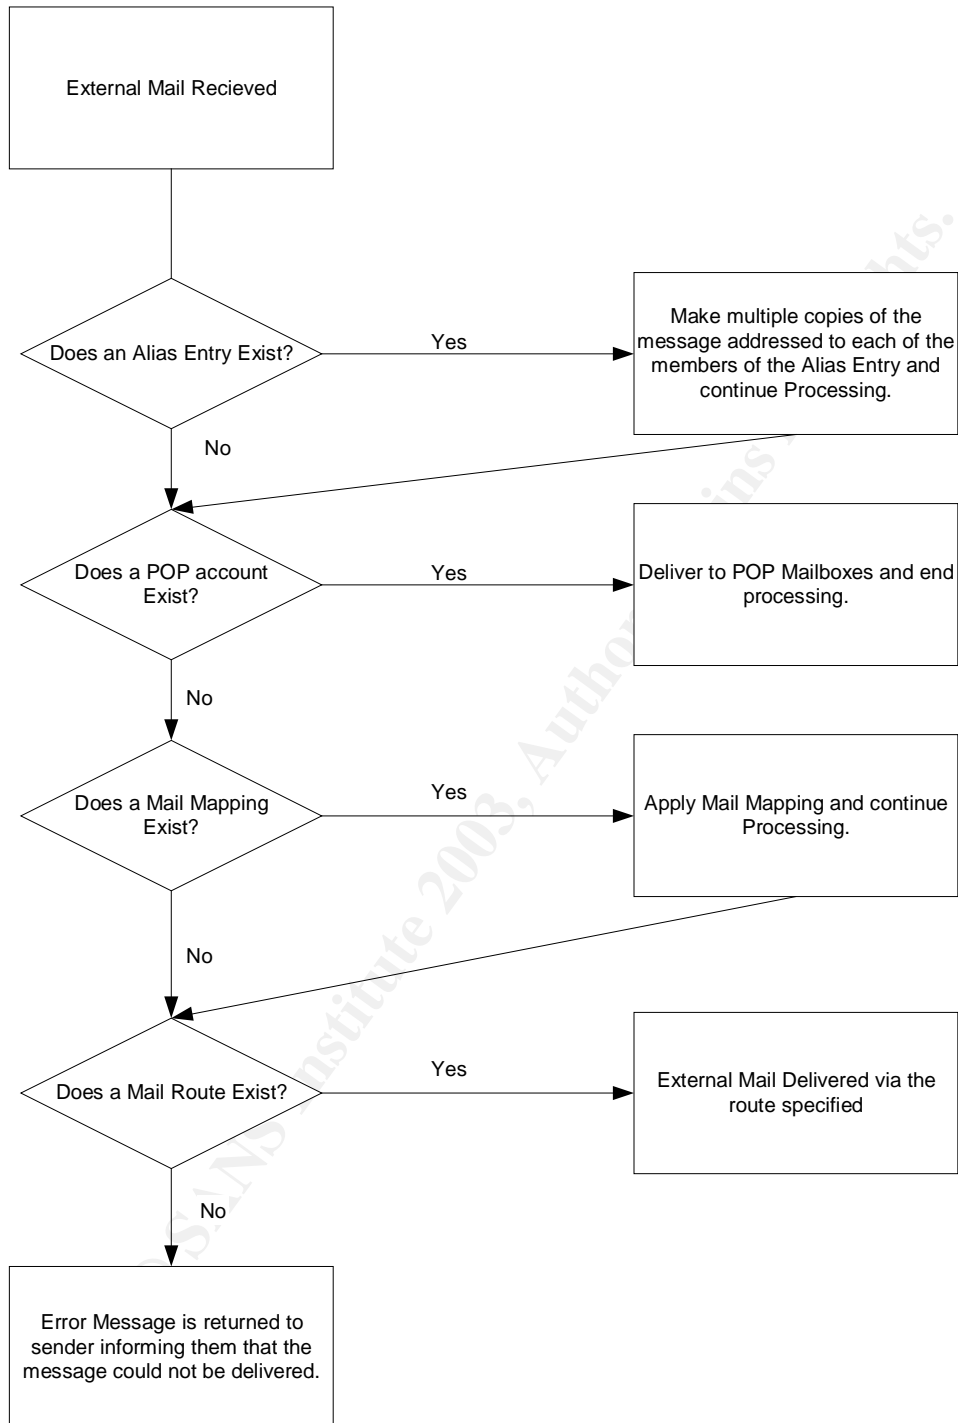 External Mail Recieved
Does an Alias Entry Exist?
Yes
Make multiple copies of the
message addressed to each of the
members of the Alias Entry and
continue Processing.
No
Does a POP account
Exist?
Yes
Deliver to POP Mailboxes and end
processing.
No
Does a Mail Mapping
Exist?
Yes
Apply Mail Mapping and continue
Processing.
No
Does a Mail Route Exist?
Yes
External Mail Delivered via the
route specified
No
Error Message is returned to
sender informing them that the
message could not be delivered.
SANS Institute 2003, Author